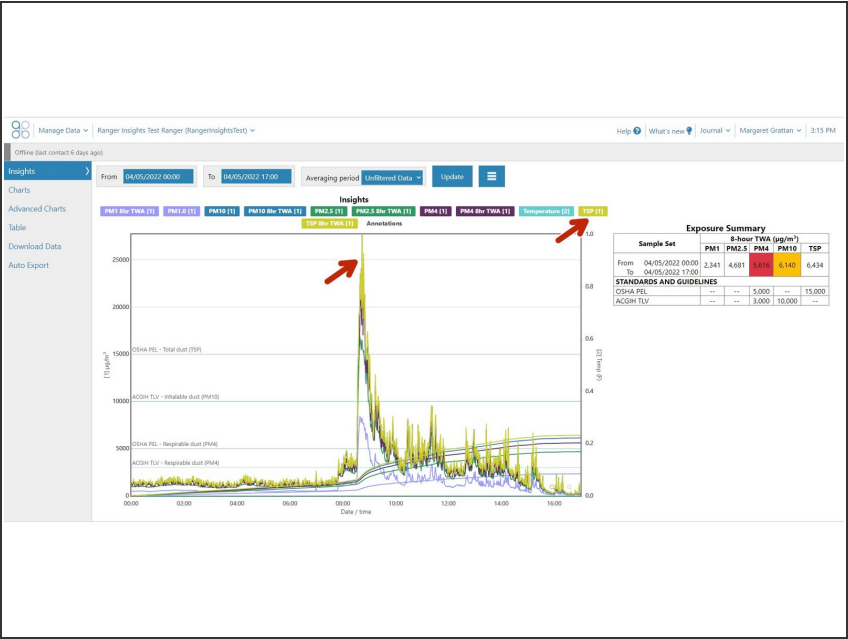 Manage Data Ranger Insights Test Ranger (RangerInsightsTest) Help What's new Journal Margaret Grattan 3:15 PM
Offline (last contact 6 days ago)
Insights
Charts
Advanced Charts
Table
Download Data
Auto Export
From 04/05/2022 00:00 To 04/05/2022 17:00 Averaging period Unfiltered Data Update
Insights
PM1 8hr TWA [1] PM1.0 [1] PM10 [1] PM10 8hr TWA [1] PM2.5 [1] PM2.5 8hr TWA [1] PM4 [1] PM4 8hr TWA [1] Temperature [2] TSP [1]
TSP 8hr TWA [1] Annotations
25000
20000
15000
10000
5000
0
[1] µg/m³
OSHA PEL - Total dust (TSP)
ACGIH TLV - Inhalable dust (PM10)
OSHA PEL - Respirable dust (PM4)
ACGIH TLV - Respirable dust (PM4)
1.0
0.8
0.6
0.4
0.2
0.0
[2] Temp (F)
00:00 02:00 04:00 06:00 08:00 10:00 12:00 14:00 16:00
Date / time
Exposure Summary
Sample Set 8-hour TWA (µg/m³)
PM1 PM2.5 PM4 PM10 TSP
From 04/05/2022 00:00
To 04/05/2022 17:00
2,341 4,681 5,616 6,140 6,434
STANDARDS AND GUIDELINES
OSHA PEL -- -- 5,000 -- 15,000
ACGIH TLV -- -- 3,000 10,000 --